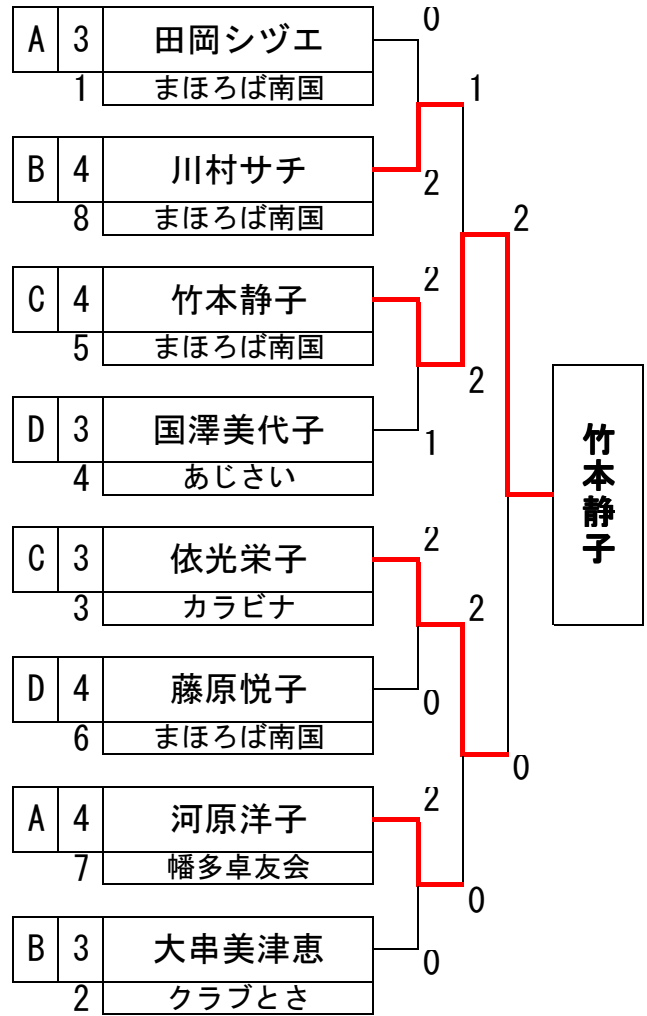 A 3 田岡シヅエ
1 まほろば南国
0
1
B 4 川村サチ
8 まほろば南国
2
2
C 4 竹本静子
5 まほろば南国
2
2
D 3 国澤美代子
4 あじさい
1
竹本静子
C 3 依光栄子
3 カラビナ
2
2
D 4 藤原悦子
6 まほろば南国
0
0
A 4 河原洋子
7 幡多卓友会
2
0
B 3 大串美津恵
2 クラブとさ
0